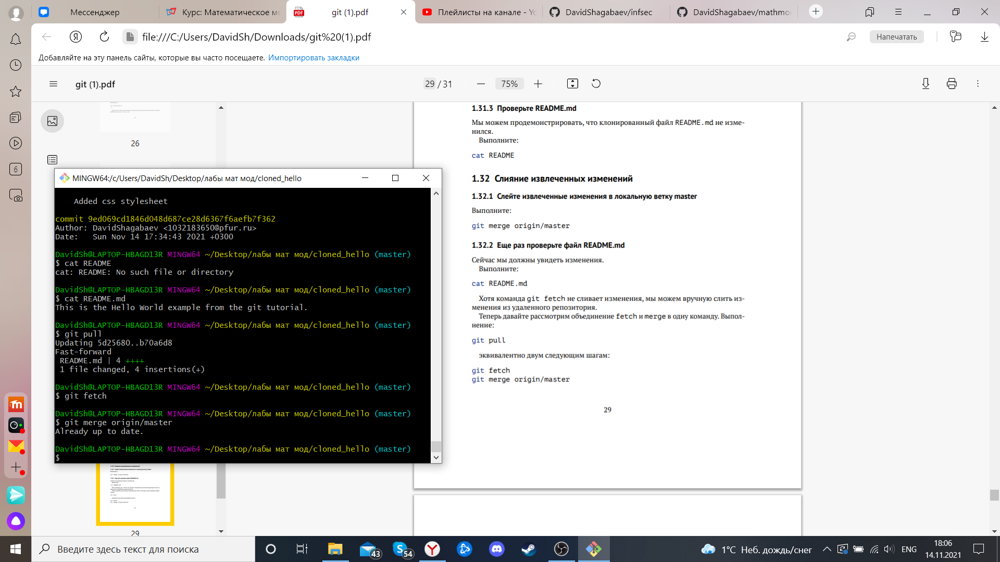 Мессенджер
Курс: Математическое мо
git (1).pdf
Плейлисты на канале - Yo
DavidShagabaev/infsec
DavidShagabaev/mathmod
file:///C:/Users/DavidSh/Downloads/git%20(1).pdf
Напечатать
Добавляйте на эту панель сайты, которые вы часто посещаете. Импортировать закладки
git (1).pdf
29 / 31
75%
26
6
1.31.3 Проверьте README.md
Мы можем продемонстрировать, что клонированный файл README.md не изме-
нился.
Выполните:
cat README
1.32 Слияние извлеченных изменений
1.32.1 Слейте извлеченные изменения в локальную ветку master
Выполните:
git merge origin/master
1.32.2 Еще раз проверьте файл README.md
Сейчас мы должны увидеть изменения.
Выполните:
cat README.md
Хотя команда git fetch не сливает изменения, мы можем вручную слить из-
менения из удаленного репозитория.
Теперь давайте рассмотрим объединение fetch и merge в одну команду. Выпол-
нение:
git pull
эквивалентно двум следующим шагам:
git fetch
git merge origin/master
29
MINGW64:/c/Users/DavidSh/Desktop/лабы мат мод/cloned_hello
Added css stylesheet
commit 9ed069cd1846d048d687ce28d6367f6aefb7f362
Author: DavidShagabaev <1032183650@pfur.ru>
Date:   Sun Nov 14 17:34:43 2021 +0300
DavidSh@LAPTOP-HBAGD13R MINGW64 ~/Desktop/лабы мат мод/cloned_hello (master)
$ cat README
cat: README: No such file or directory
DavidSh@LAPTOP-HBAGD13R MINGW64 ~/Desktop/лабы мат мод/cloned_hello (master)
$ cat README.md
This is the Hello World example from the git tutorial.
DavidSh@LAPTOP-HBAGD13R MINGW64 ~/Desktop/лабы мат мод/cloned_hello (master)
$ git pull
Updating 5d25680..b70a6d8
Fast-forward
README.md | 4 ++++
1 file changed, 4 insertions(+)
DavidSh@LAPTOP-HBAGD13R MINGW64 ~/Desktop/лабы мат мод/cloned_hello (master)
$ git fetch
DavidSh@LAPTOP-HBAGD13R MINGW64 ~/Desktop/лабы мат мод/cloned_hello (master)
$ git merge origin/master
Already up to date.
DavidSh@LAPTOP-HBAGD13R MINGW64 ~/Desktop/лабы мат мод/cloned_hello (master)
$
29
Введите здесь текст для поиска
43
54
1°C Неб. дождь/снег
ENG
18:06
14.11.2021